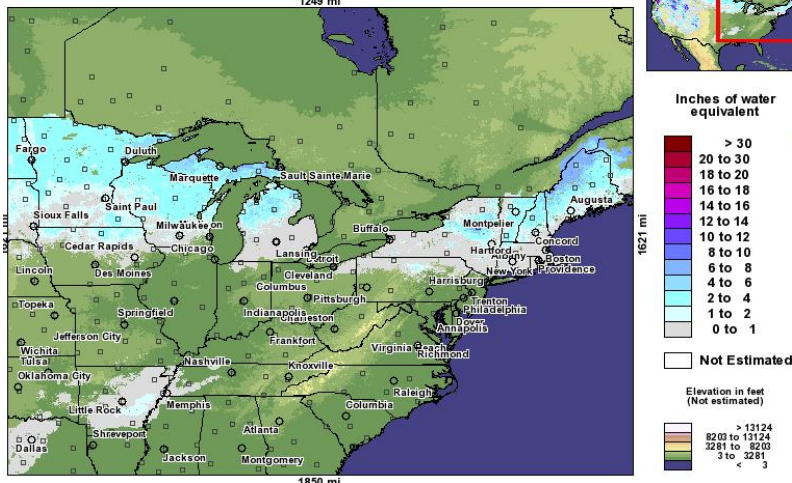 1249 mi
Fargo
Duluth
Marquette
Sault Sainte Marie
Saint Paul
Augusta
Sioux Falls
Montpelier
Milwaukee on
Buffalo
Concord
Cedar Rapids
Chicago
Lansing
Hartford
Albany
Boston
Detroit
Lincoln
Des Moines
Cleveland
New York
Providence
Columbus
Harrisburg
Topeka
Springfield
Indianapolis
Pittsburgh
Trenton
Philadelphia
Charleston
Dover
Annapolis
Jefferson City
Frankfort
Wichita
Virginia Beach
Richmond
Tulsa
Nashville
Knoxville
Oklahoma City
Raleigh
Little Rock
Memphis
Columbia
Atlanta
Shreveport
Dallas
Jackson
Montgomery
1850 mi
1621 mi
Inches of water
equivalent
> 30
20 to 30
18 to 20
16 to 18
14 to 16
12 to 14
10 to 12
8 to 10
6 to 8
4 to 6
2 to 4
1 to 2
0 to 1
Not Estimated
Elevation in feet
(Not estimated)
> 13124
8203 to 13124
3281 to 8203
3 to 3281
< 3